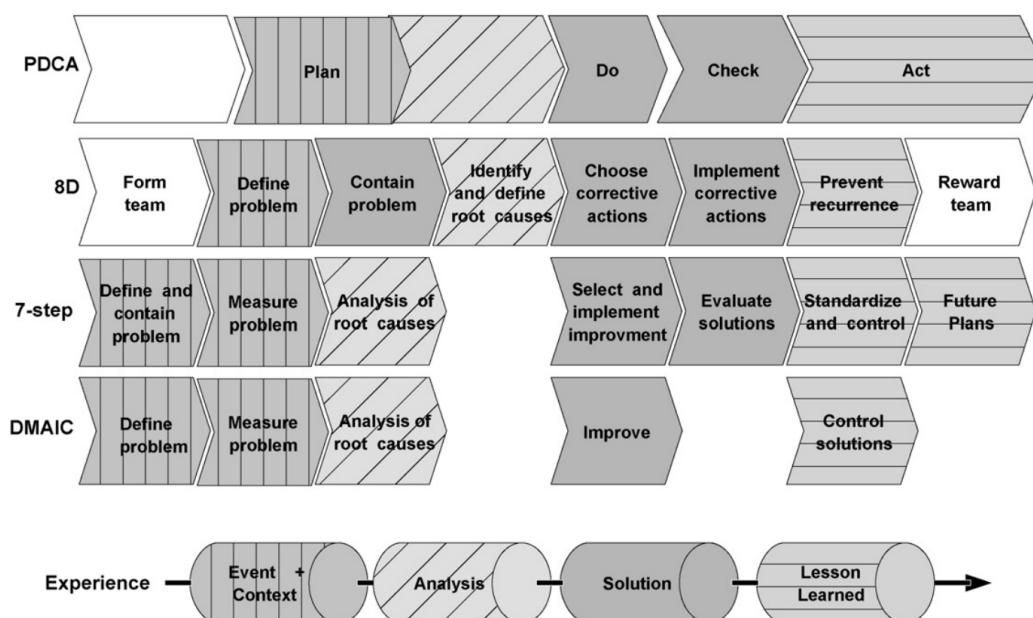 PDCA
Plan
Do
Check
Act
8D
Form
team
Define
problem
Contain
problem
Identify
and define
root causes
Choose
corrective
actions
Implement
corrective
actions
Prevent
recurrence
Reward
team
7-step
Define and
contain
problem
Measure
problem
Analysis of
root causes
Select and
implement
improvment
Evaluate
solutions
Standardize
and control
Future
Plans
DMAIC
Define
problem
Measure
problem
Analysis of
root causes
Improve
Control
solutions
Experience
Event +
Context
Analysis
Solution
Lesson
Learned